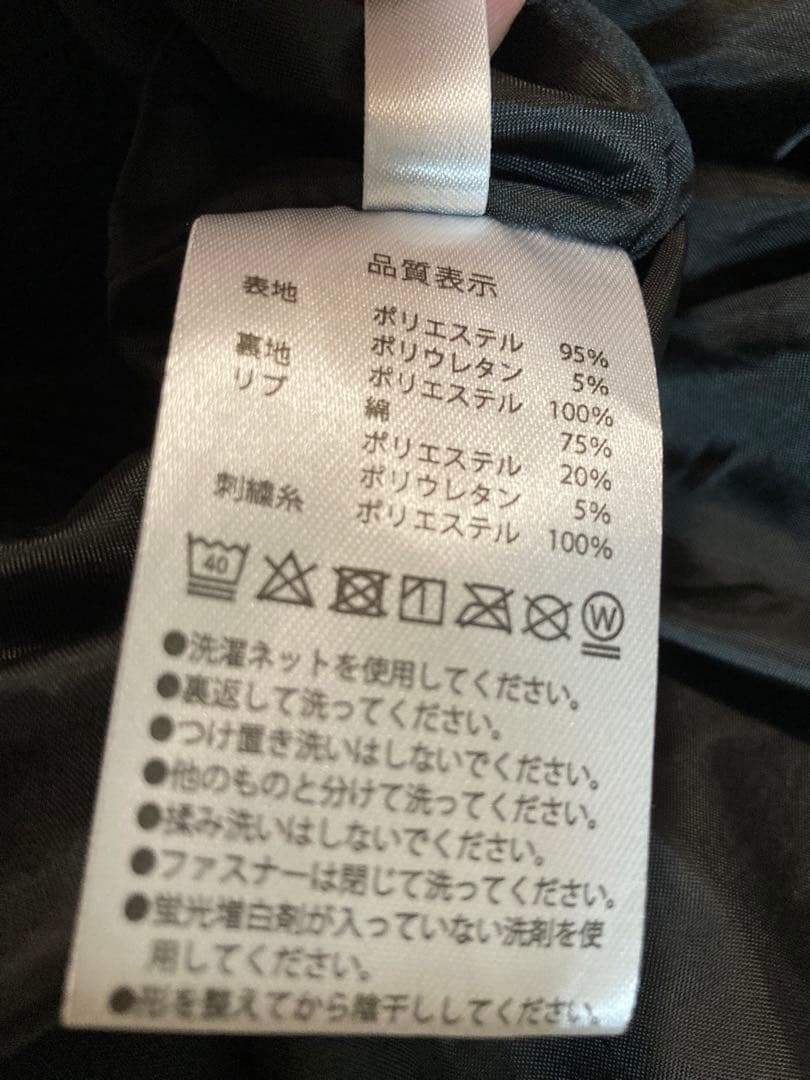 品質表示
表地 ポリエステル 95%
ポリウレタン 5%
裏地 ポリエステル 100%
リブ 綿 75%
ポリエステル 20%
ポリウレタン 5%
刺繍糸 ポリエステル 100%
40 W
●洗濯ネットを使用してください。
●裏返して洗ってください。
●つけ置き洗いはしないでください。
●他のものと分けて洗ってください。
●揉み洗いはしないでください。
●ファスナーは閉じて洗ってください。
●蛍光増白剤が入っていない洗剤を使
用してください。
●形を整えてから陰干ししてください。